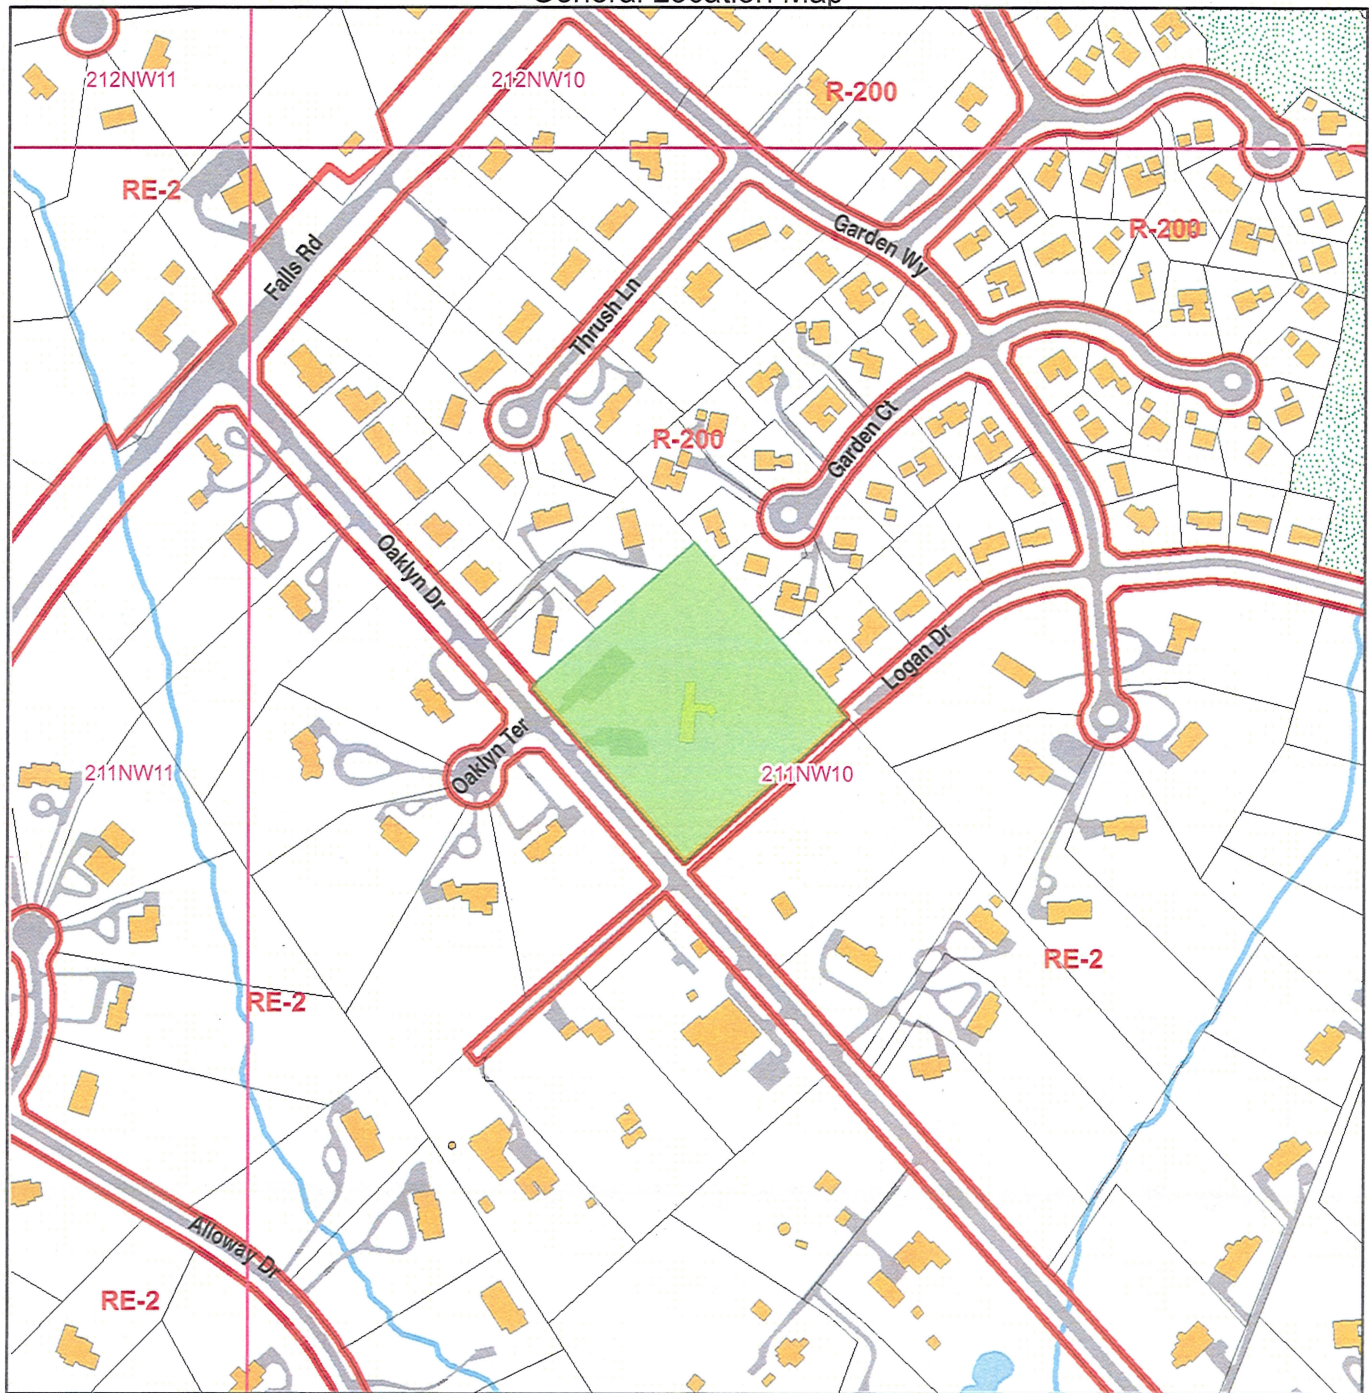 General Location Map
212NW11
212NW10
R-200
RE-2
R-200
Garden Wy
Falls Rd
Thrush Ln
R-200
Garden Ct
Oaklyn Dr
Logan Dr
Oaklyn Ter
211NW11
211NW10
RE-2
RE-2
Alloway Dr
RE-2